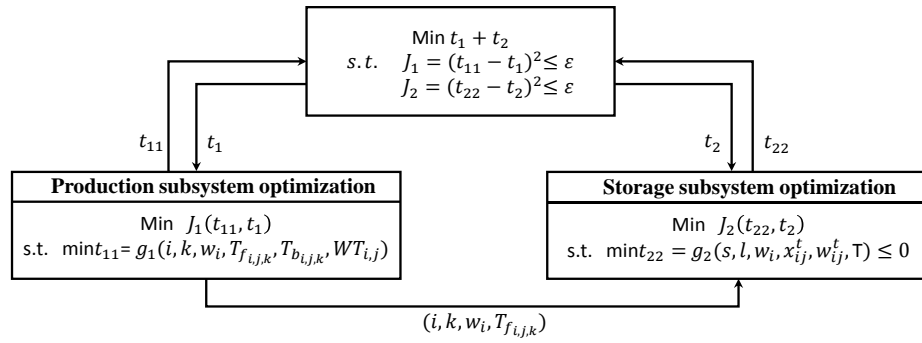 Min t₁ + t₂
s.t. J₁ = (t₁₁ − t₁)² ≤ ε
J₂ = (t₂₂ − t₂)² ≤ ε
t₁₁
t₁
t₂
t₂₂
Production subsystem optimization
Min J₁(t₁₁, t₁)
s.t. mint₁₁= g₁(i, k, wᵢ, T_{f_{i,j,k}}, T_{b_{i,j,k}}, WT_{i,j})
Storage subsystem optimization
Min J₂(t₂₂, t₂)
s.t. mint₂₂ = g₂(s, l, wᵢ, x_{ij}^t, w_{ij}^t, T) ≤ 0
(i, k, wᵢ, T_{f_{i,j,k}})